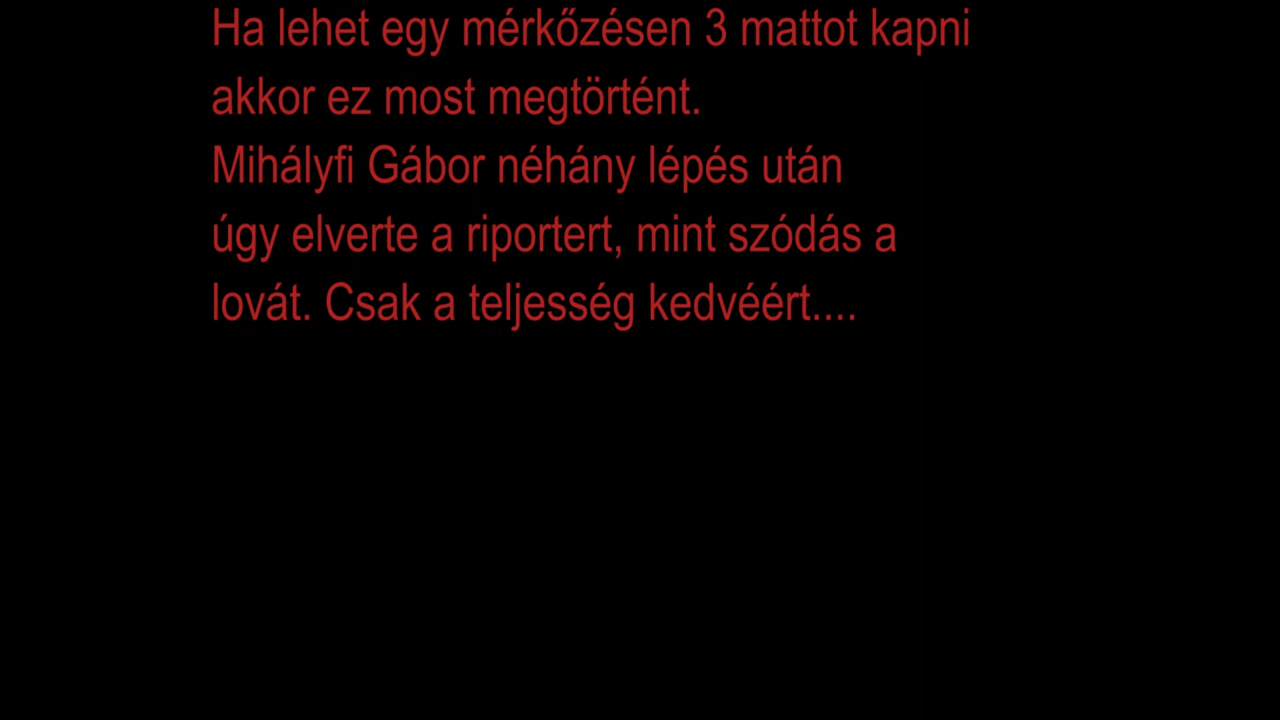 Ha lehet egy mérkőzésen 3 mattot kapni
akkor ez most megtörtént.
Mihályfi Gábor néhány lépés után
úgy elverte a riportert, mint szódás a
lovát. Csak a teljesség kedvéért....